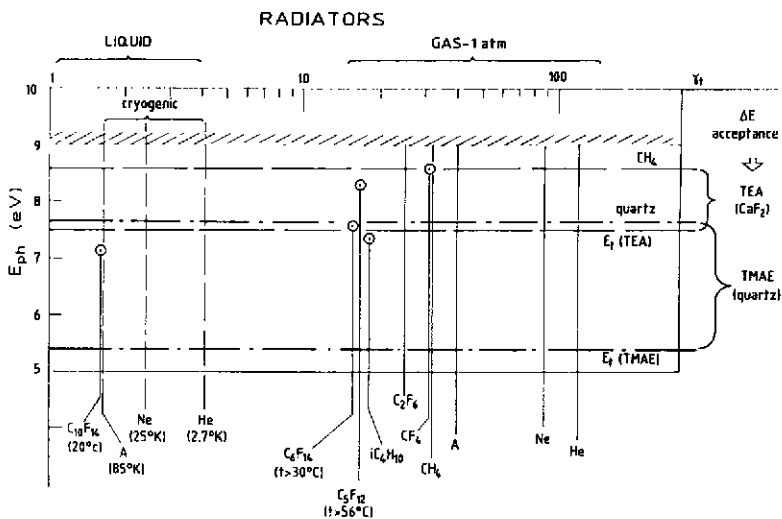 RADIATORS
LIQUID
GAS-1 atm
1 10 100 γt
10
cryogenic
ΔE
acceptance
9
CH4
TEA
(CaF2)
8
quartz
Et (TEA)
Eph (eV)
7
TMAE
(quartz)
6
Et (TMAE)
5
C10F14
(20°c)
A
(85°K)
Ne
(25°K)
He
(2.7°K)
C6F14
(t>30°C)
C5F12
(t>56°C)
iC4H10
C2F6
CF4
CH4
A
Ne
He